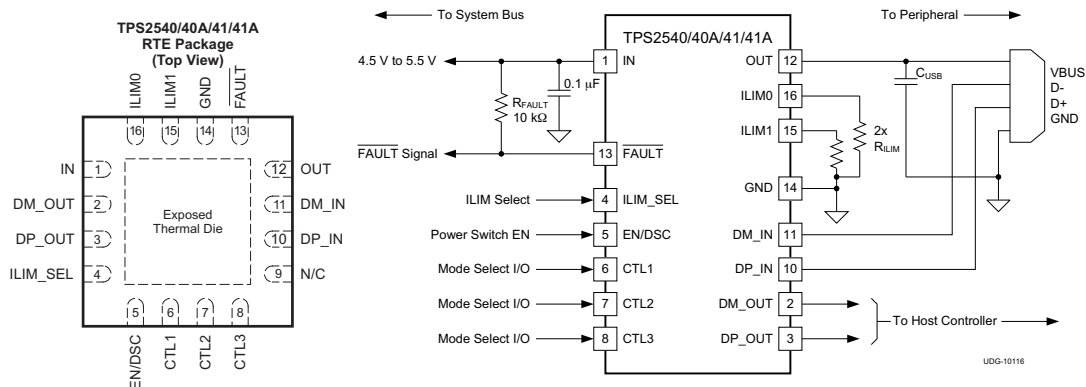 TPS2540/40A/41/41A
RTE Package
(Top View)
ILIM0
ILIM1
GND
FAULT
16
15
14
13
IN
1
12
OUT
DM_OUT
2
11
DM_IN
DP_OUT
3
10
DP_IN
ILIM_SEL
4
9
N/C
Exposed
Thermal Die
5
6
7
8
EN/DSC
CTL1
CTL2
CTL3
To System Bus
To Peripheral
TPS2540/40A/41/41A
4.5 V to 5.5 V
1
IN
OUT
12
0.1 µF
CUSB
VBUS
D-
D+
GND
RFAULT
10 kΩ
ILIM0
16
ILIM1
15
2x
RILIM
FAULT Signal
13
FAULT
GND
14
ILIM Select
4
ILIM_SEL
Power Switch EN
5
EN/DSC
DM_IN
11
Mode Select I/O
6
CTL1
DP_IN
10
Mode Select I/O
7
CTL2
DM_OUT
2
Mode Select I/O
8
CTL3
DP_OUT
3
To Host Controller
UDG-10116